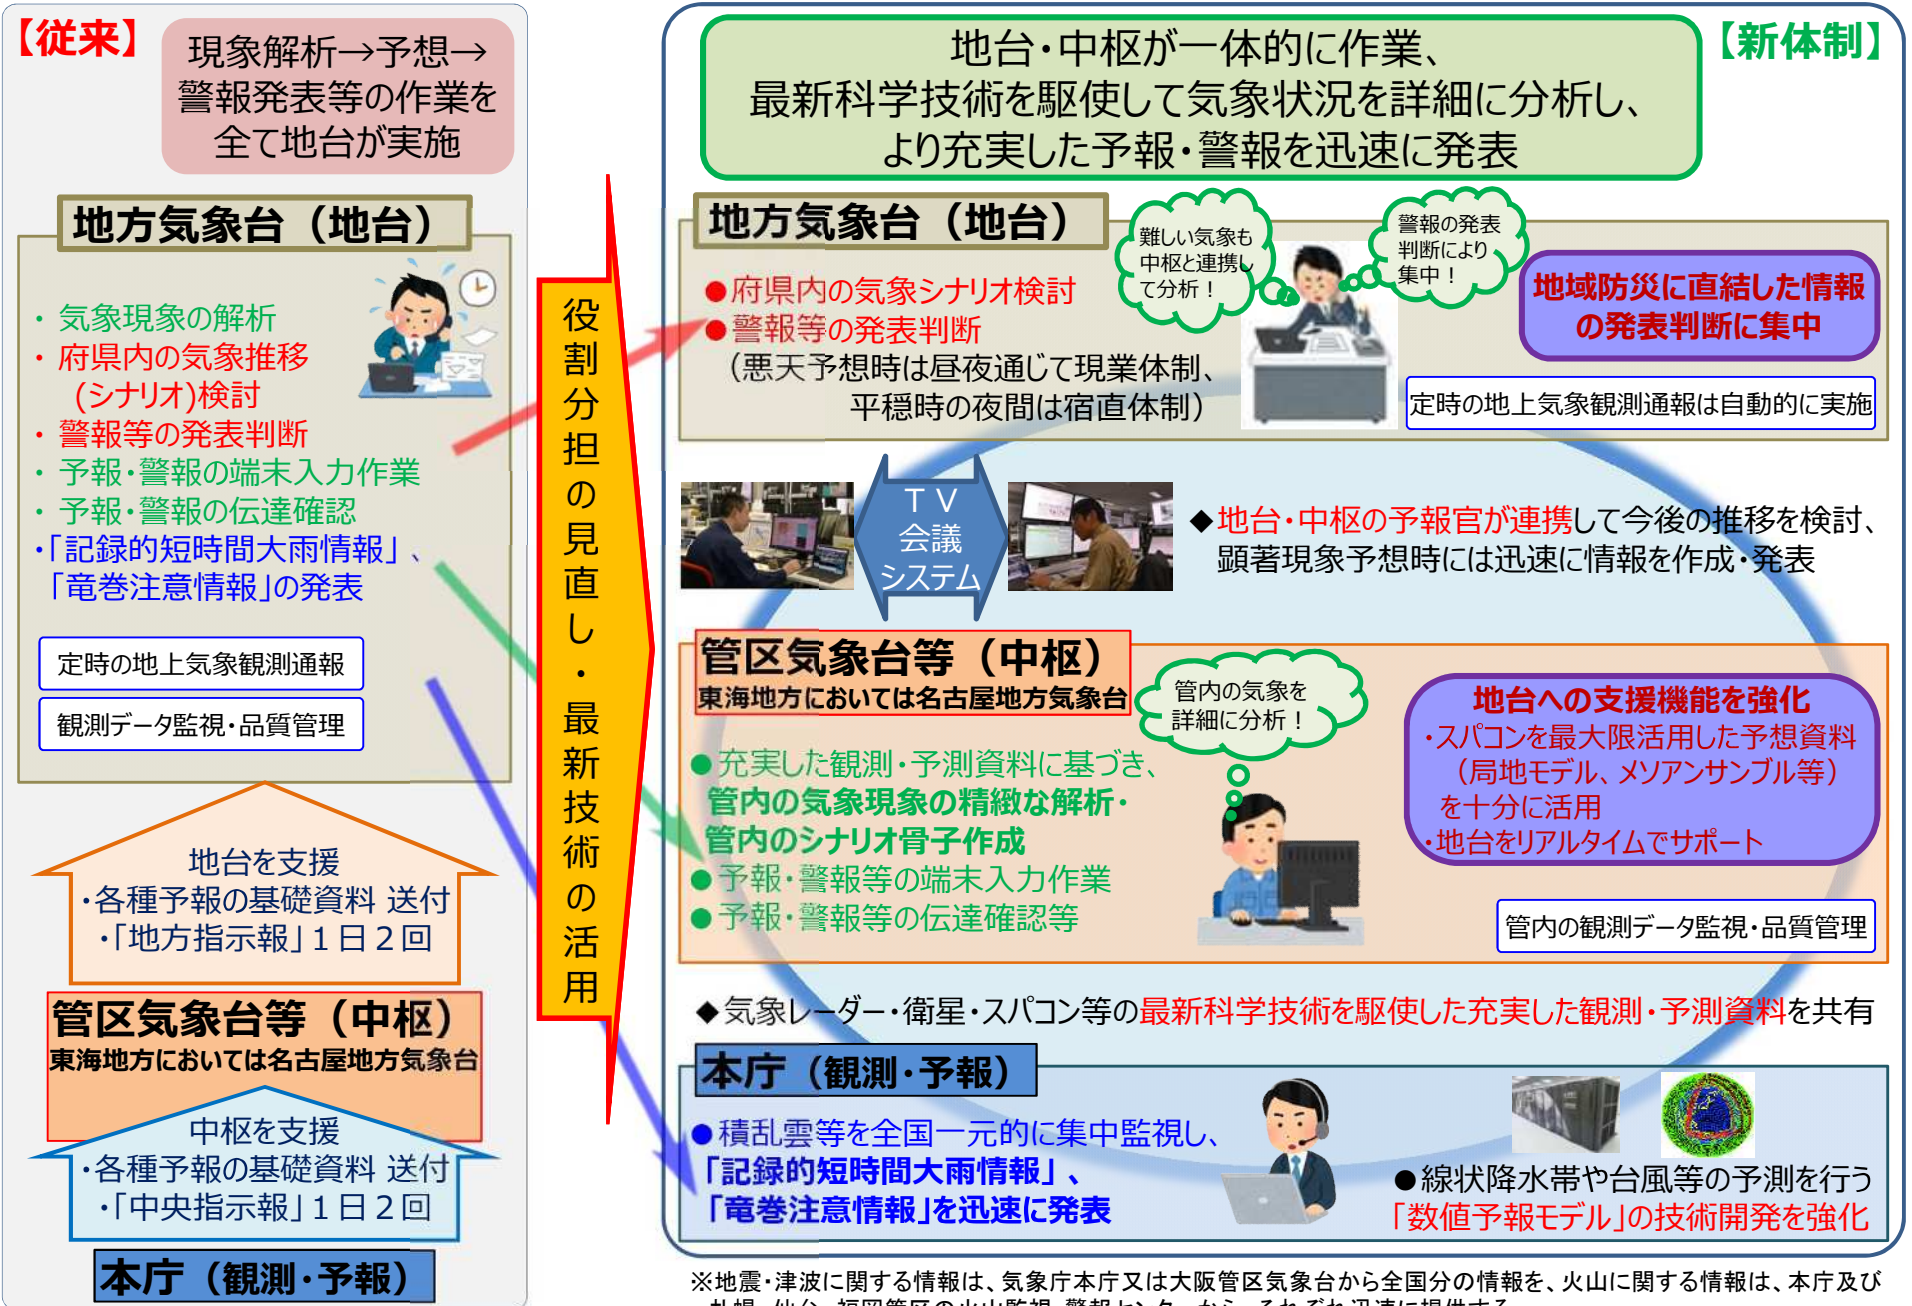 【従来】
現象解析→予想→
警報発表等の作業を
全て地台が実施
地方気象台（地台）
・気象現象の解析
・府県内の気象推移
(シナリオ)検討
・警報等の発表判断
・予報・警報の端末入力作業
・予報・警報の伝達確認
・｢記録的短時間大雨情報｣、
｢竜巻注意情報｣の発表
定時の地上気象観測通報
観測データ監視・品質管理
地台を支援
・各種予報の基礎資料 送付
・｢地方指示報｣１日２回
管区気象台等（中枢）
東海地方においては名古屋地方気象台
中枢を支援
・各種予報の基礎資料 送付
・｢中央指示報｣１日２回
本庁（観測・予報）
役割分担の見直し・最新技術の活用
【新体制】
地台・中枢が一体的に作業、
最新科学技術を駆使して気象状況を詳細に分析し、
より充実した予報・警報を迅速に発表
地方気象台（地台）
●府県内の気象シナリオ検討
●警報等の発表判断
（悪天予想時は昼夜通じて現業体制、
平穏時の夜間は宿直体制）
難しい気象も
中枢と連携し
て分析！
警報の発表
判断により
集中！
地域防災に直結した情報
の発表判断に集中
定時の地上気象観測通報は自動的に実施
ＴＶ
会議
システム
◆地台・中枢の予報官が連携して今後の推移を検討、
顕著現象予想時には迅速に情報を作成・発表
管区気象台等（中枢）
東海地方においては名古屋地方気象台
管内の気象を
詳細に分析！
●充実した観測・予測資料に基づき、
管内の気象現象の精緻な解析・
管内のシナリオ骨子作成
●予報・警報等の端末入力作業
●予報・警報等の伝達確認等
地台への支援機能を強化
・スパコンを最大限活用した予想資料
（局地モデル、メソアンサンブル等）
を十分に活用
・地台をリアルタイムでサポート
管内の観測データ監視・品質管理
◆気象レーダー・衛星・スパコン等の最新科学技術を駆使した充実した観測・予測資料を共有
本庁（観測・予報）
●積乱雲等を全国一元的に集中監視し、
｢記録的短時間大雨情報｣、
｢竜巻注意情報｣を迅速に発表
●線状降水帯や台風等の予測を行う
｢数値予報モデル｣の技術開発を強化
※地震・津波に関する情報は、気象庁本庁又は大阪管区気象台から全国分の情報を、火山に関する情報は、本庁及び